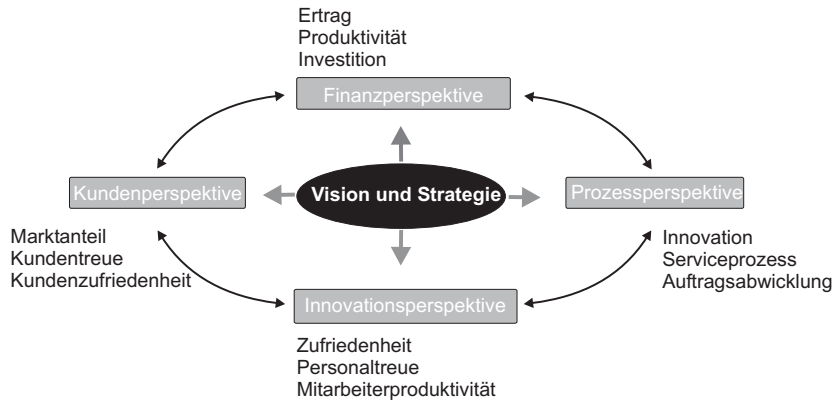 Ertrag
Produktivität
Investition
Finanzperspektive
Kundenperspektive
Vision und Strategie
Prozessperspektive
Marktanteil
Kundentreue
Kundenzufriedenheit
Innovation
Serviceprozess
Auftragsabwicklung
Innovationsperspektive
Zufriedenheit
Personaltreue
Mitarbeiterproduktivität